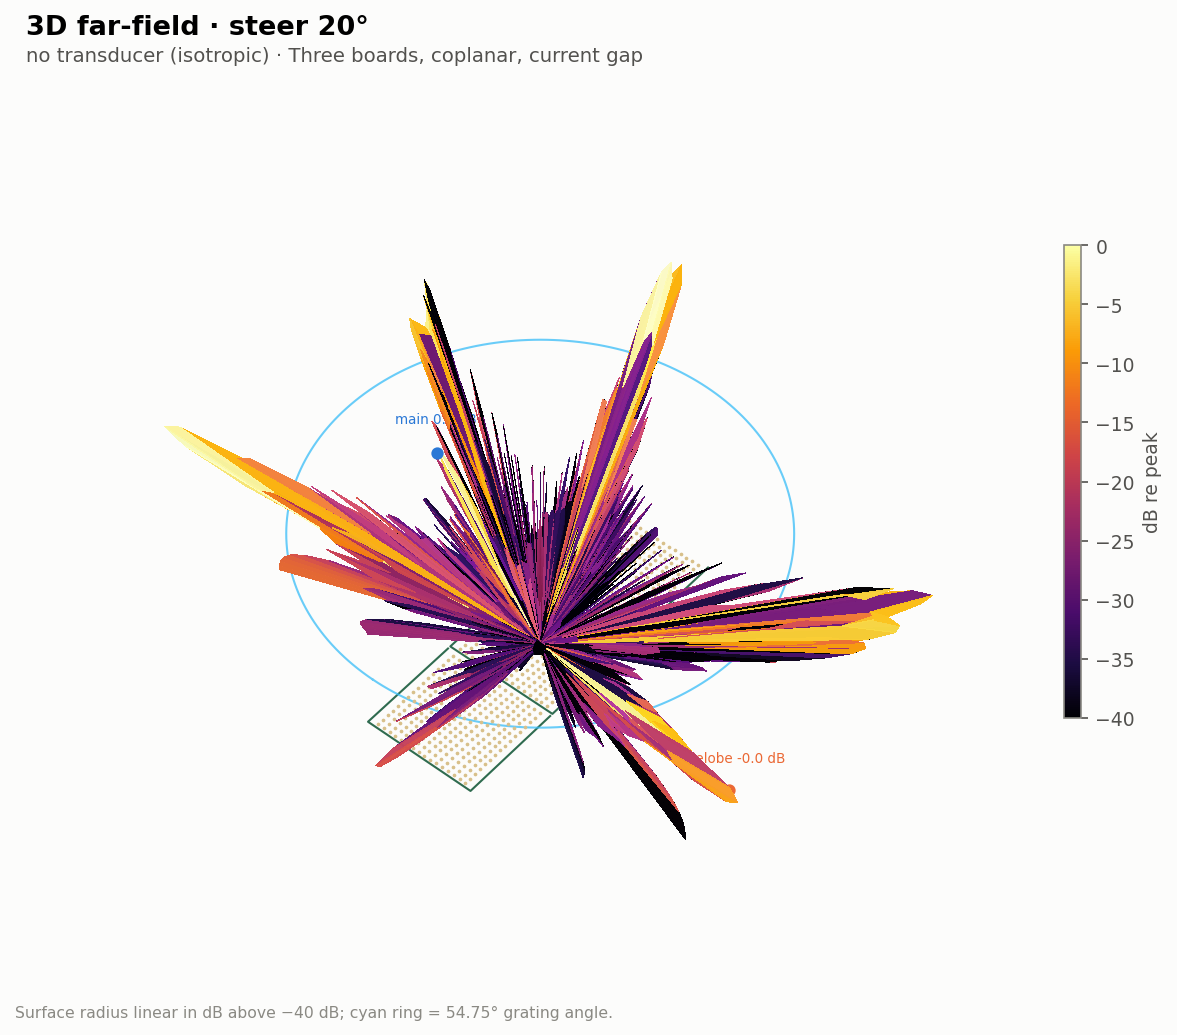 3D far-field · steer 20°
no transducer (isotropic) · Three boards, coplanar, current gap
main
elobe -0.0 dB
0
−5
−10
−15
−20
−25
−30
−35
−40
dB re peak
Surface radius linear in dB above −40 dB; cyan ring = 54.75° grating angle.